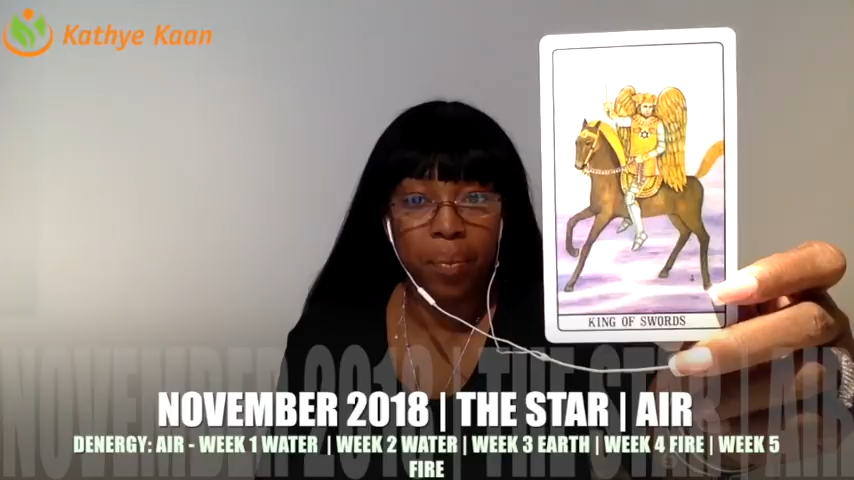 Kathye Kaan
KING OF SWORDS
NOVEMBER 2018 | THE STAR | AIR
DENERGY: AIR - WEEK 1 WATER | WEEK 2 WATER | WEEK 3 EARTH | WEEK 4 FIRE | WEEK 5
FIRE